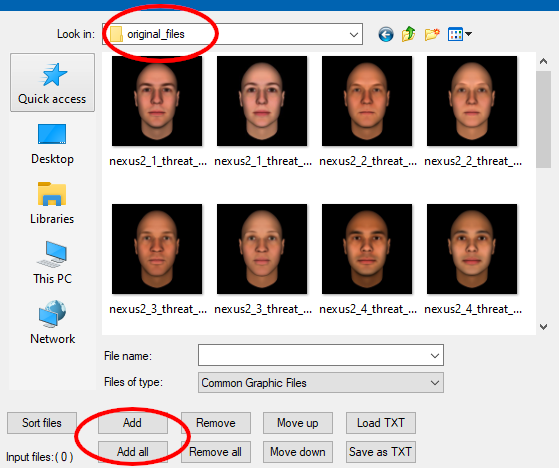 Look in: original_files
Quick access
Desktop
Libraries
This PC
Network
nexus2_1_threat_... nexus2_1_threat_... nexus2_2_threat_... nexus2_2_threat_...
nexus2_3_threat_... nexus2_3_threat_... nexus2_4_threat_... nexus2_4_threat_...
File name:
Files of type: Common Graphic Files
Sort files Add Remove Move up Load TXT
Input files: ( 0 ) Add all Remove all Move down Save as TXT